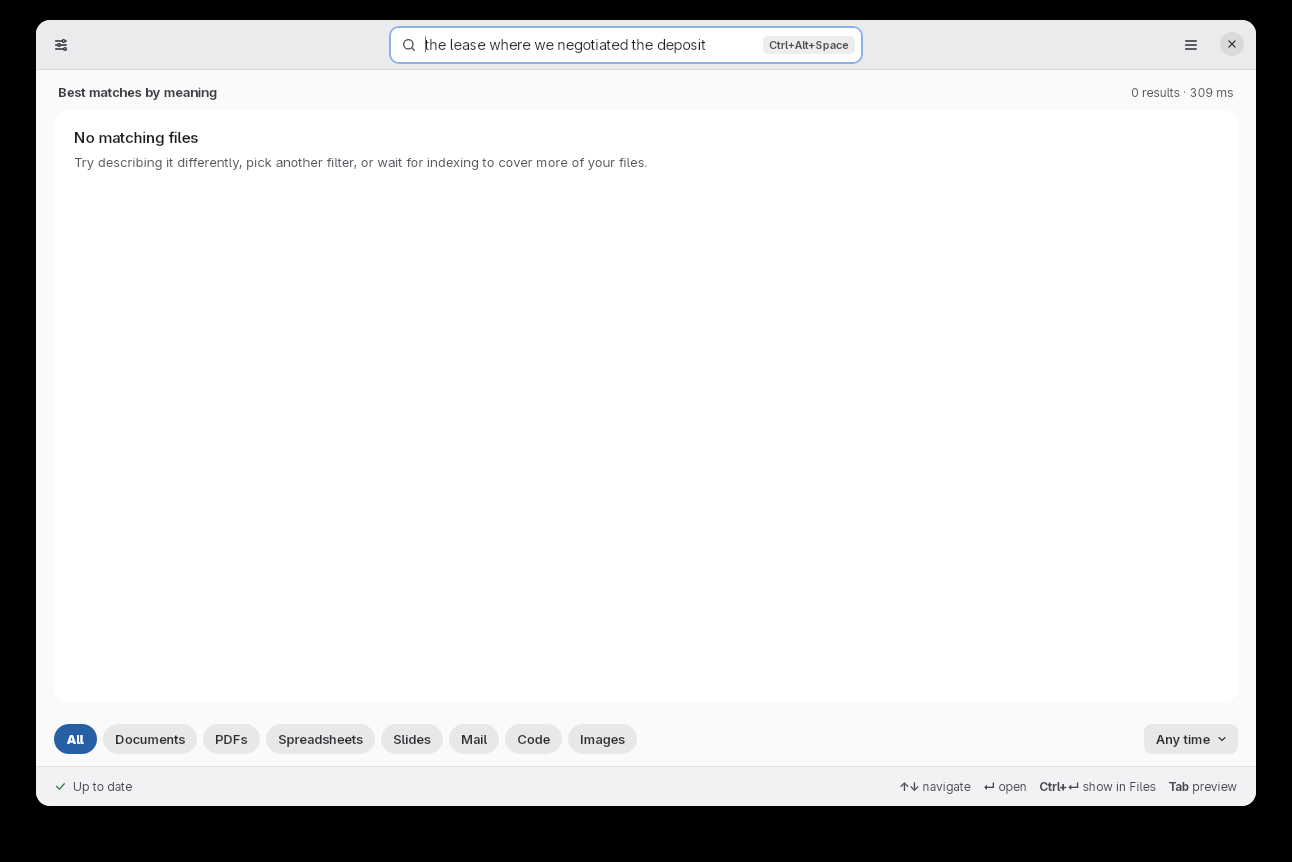 the lease where we negotiated the deposit Ctrl+Alt+Space
Best matches by meaning 0 results · 309 ms
No matching files
Try describing it differently, pick another filter, or wait for indexing to cover more of your files.
All Documents PDFs Spreadsheets Slides Mail Code Images Any time
Up to date ↑↓ navigate ↵ open Ctrl+↵ show in Files Tab preview